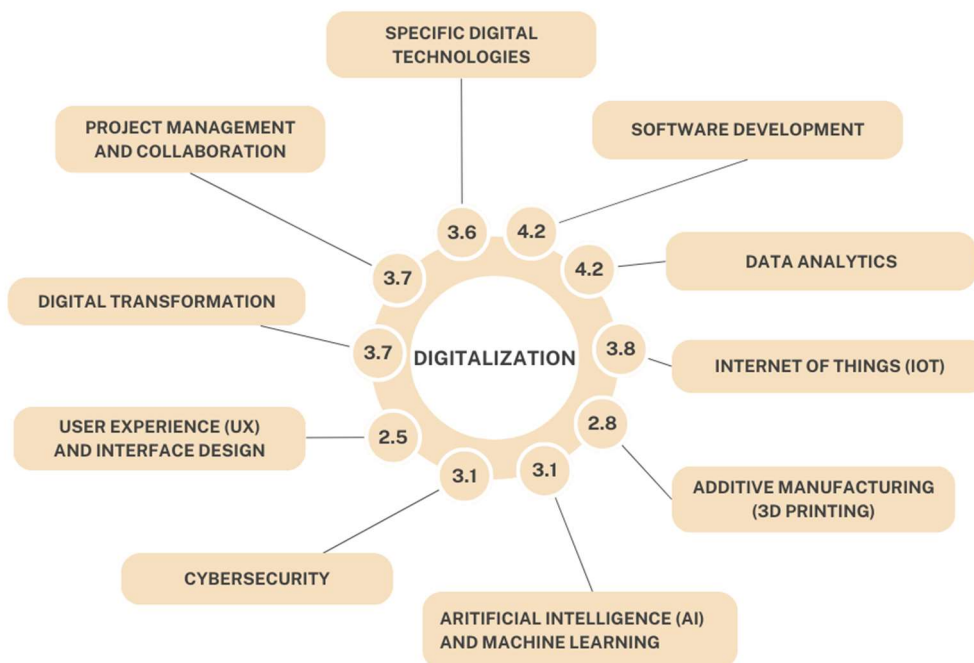 SPECIFIC DIGITAL
TECHNOLOGIES
SOFTWARE DEVELOPMENT
PROJECT MANAGEMENT
AND COLLABORATION
3.6
4.2
3.7
4.2
DATA ANALYTICS
DIGITAL TRANSFORMATION
3.7
DIGITALIZATION
3.8
INTERNET OF THINGS (IOT)
USER EXPERIENCE (UX)
AND INTERFACE DESIGN
2.5
2.8
3.1
3.1
ADDITIVE MANUFACTURING
(3D PRINTING)
CYBERSECURITY
ARITIFICIAL INTELLIGENCE (AI)
AND MACHINE LEARNING